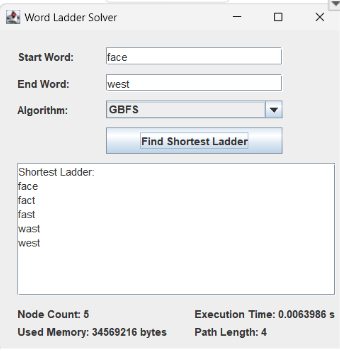 Word Ladder Solver
Start Word: face
End Word: west
Algorithm: GBFS
Find Shortest Ladder
Shortest Ladder:
face
fact
fast
wast
west
Node Count: 5 Execution Time: 0.0063986 s
Used Memory: 34569216 bytes Path Length: 4